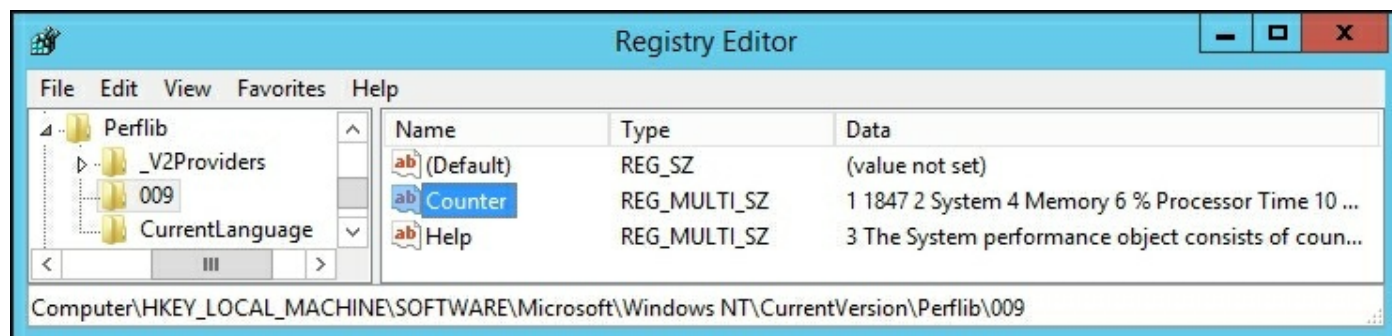 Registry Editor
File Edit View Favorites Help
Perflib
_V2Providers
009
CurrentLanguage
Name Type Data
(Default) REG_SZ (value not set)
Counter REG_MULTI_SZ 1 1847 2 System 4 Memory 6 % Processor Time 10 ...
Help REG_MULTI_SZ 3 The System performance object consists of coun...
Computer\HKEY_LOCAL_MACHINE\SOFTWARE\Microsoft\Windows NT\CurrentVersion\Perflib\009